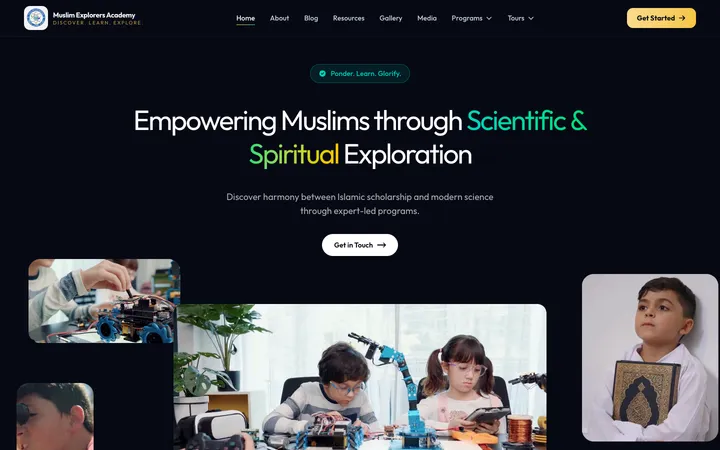 Muslim Explorers Academy
DISCOVER. LEARN. EXPLORE.
Home
About
Blog
Resources
Gallery
Media
Programs
Tours
Get Started
Ponder. Learn. Glorify.
Empowering Muslims through Scientific &
Spiritual Exploration
Discover harmony between Islamic scholarship and modern science
through expert-led programs.
Get in Touch